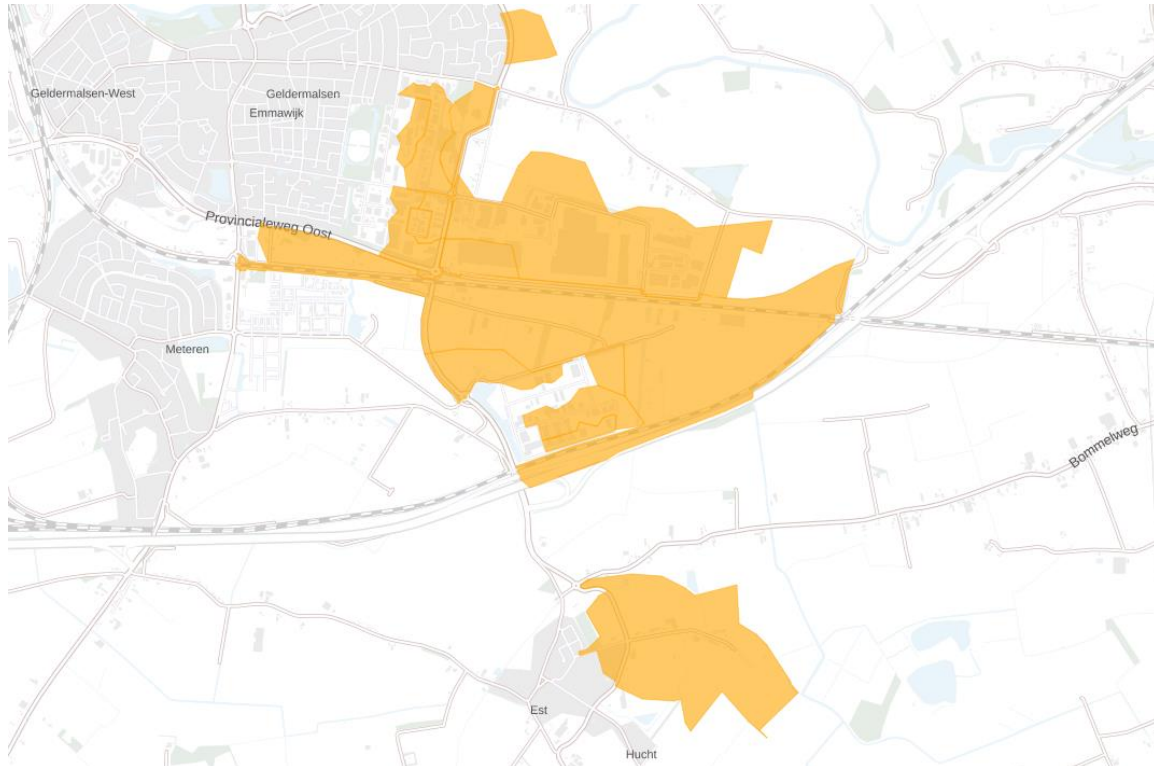 Geldermalsen-West
Geldermalsen
Emmawijk
Provincialeweg Oost
Meteren
Bommelweg
Est
Hucht